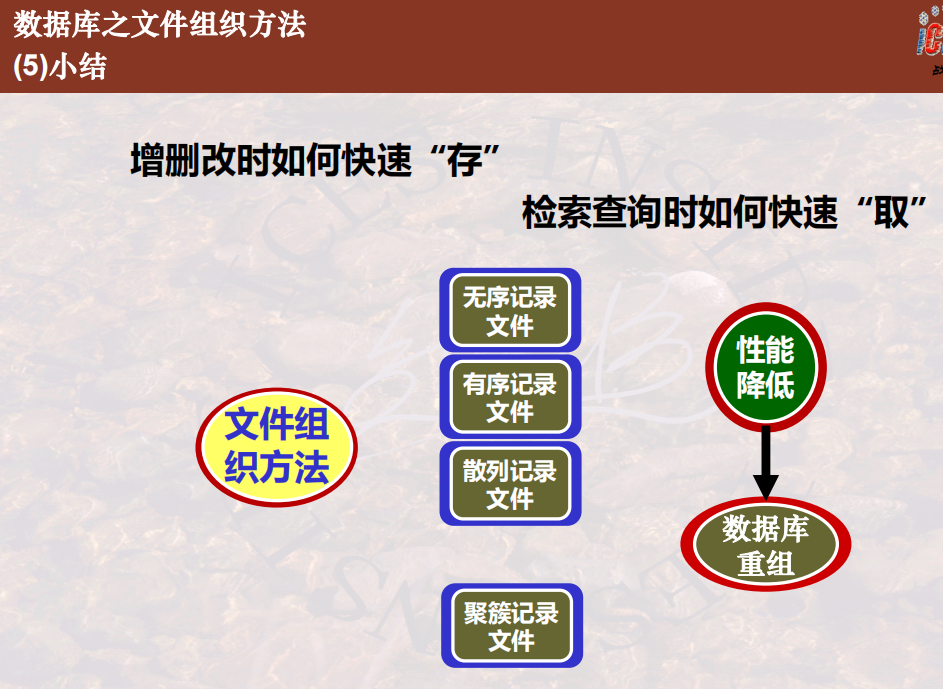 数据库之文件组织方法
(5)小结
增删改时如何快速“存”
检索查询时如何快速“取”
无序记录
文件
有序记录
文件
散列记录
文件
聚簇记录
文件
文件组
织方法
性能
降低
数据库
重组